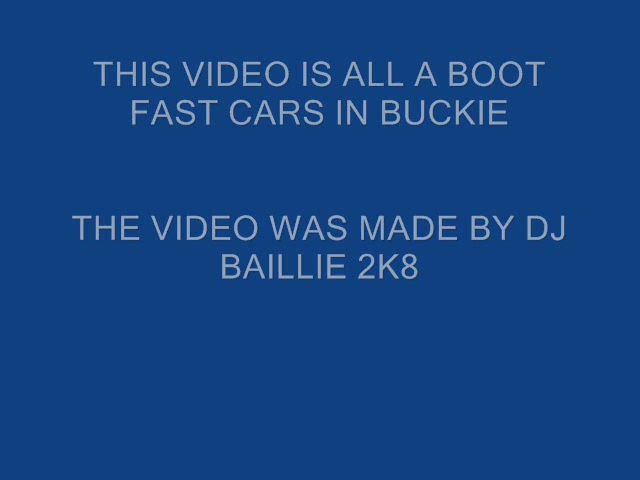 THIS VIDEO IS ALL A BOOT
FAST CARS IN BUCKIE
THE VIDEO WAS MADE BY DJ
BAILLIE 2K8